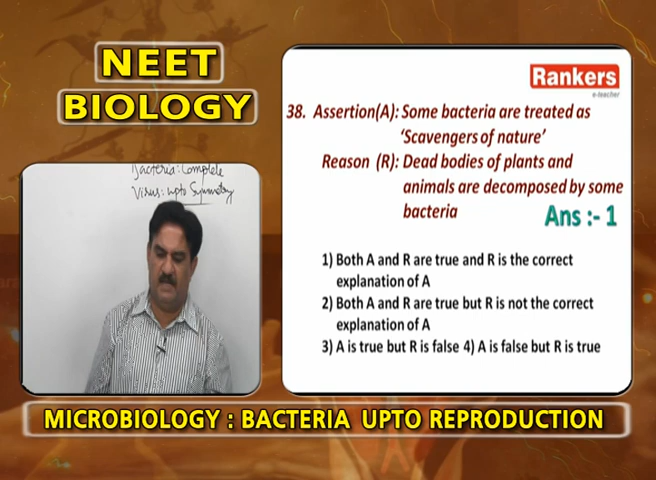 NEET
BIOLOGY
Bacteria: Complete
Virus: upto Symmetry
Rankers
e-teacher
38. Assertion(A): Some bacteria are treated as
‘Scavengers of nature’
Reason (R): Dead bodies of plants and
animals are decomposed by some
bacteria
Ans :- 1
1) Both A and R are true and R is the correct
explanation of A
2) Both A and R are true but R is not the correct
explanation of A
3) A is true but R is false 4) A is false but R is true
MICROBIOLOGY : BACTERIA UPTO REPRODUCTION